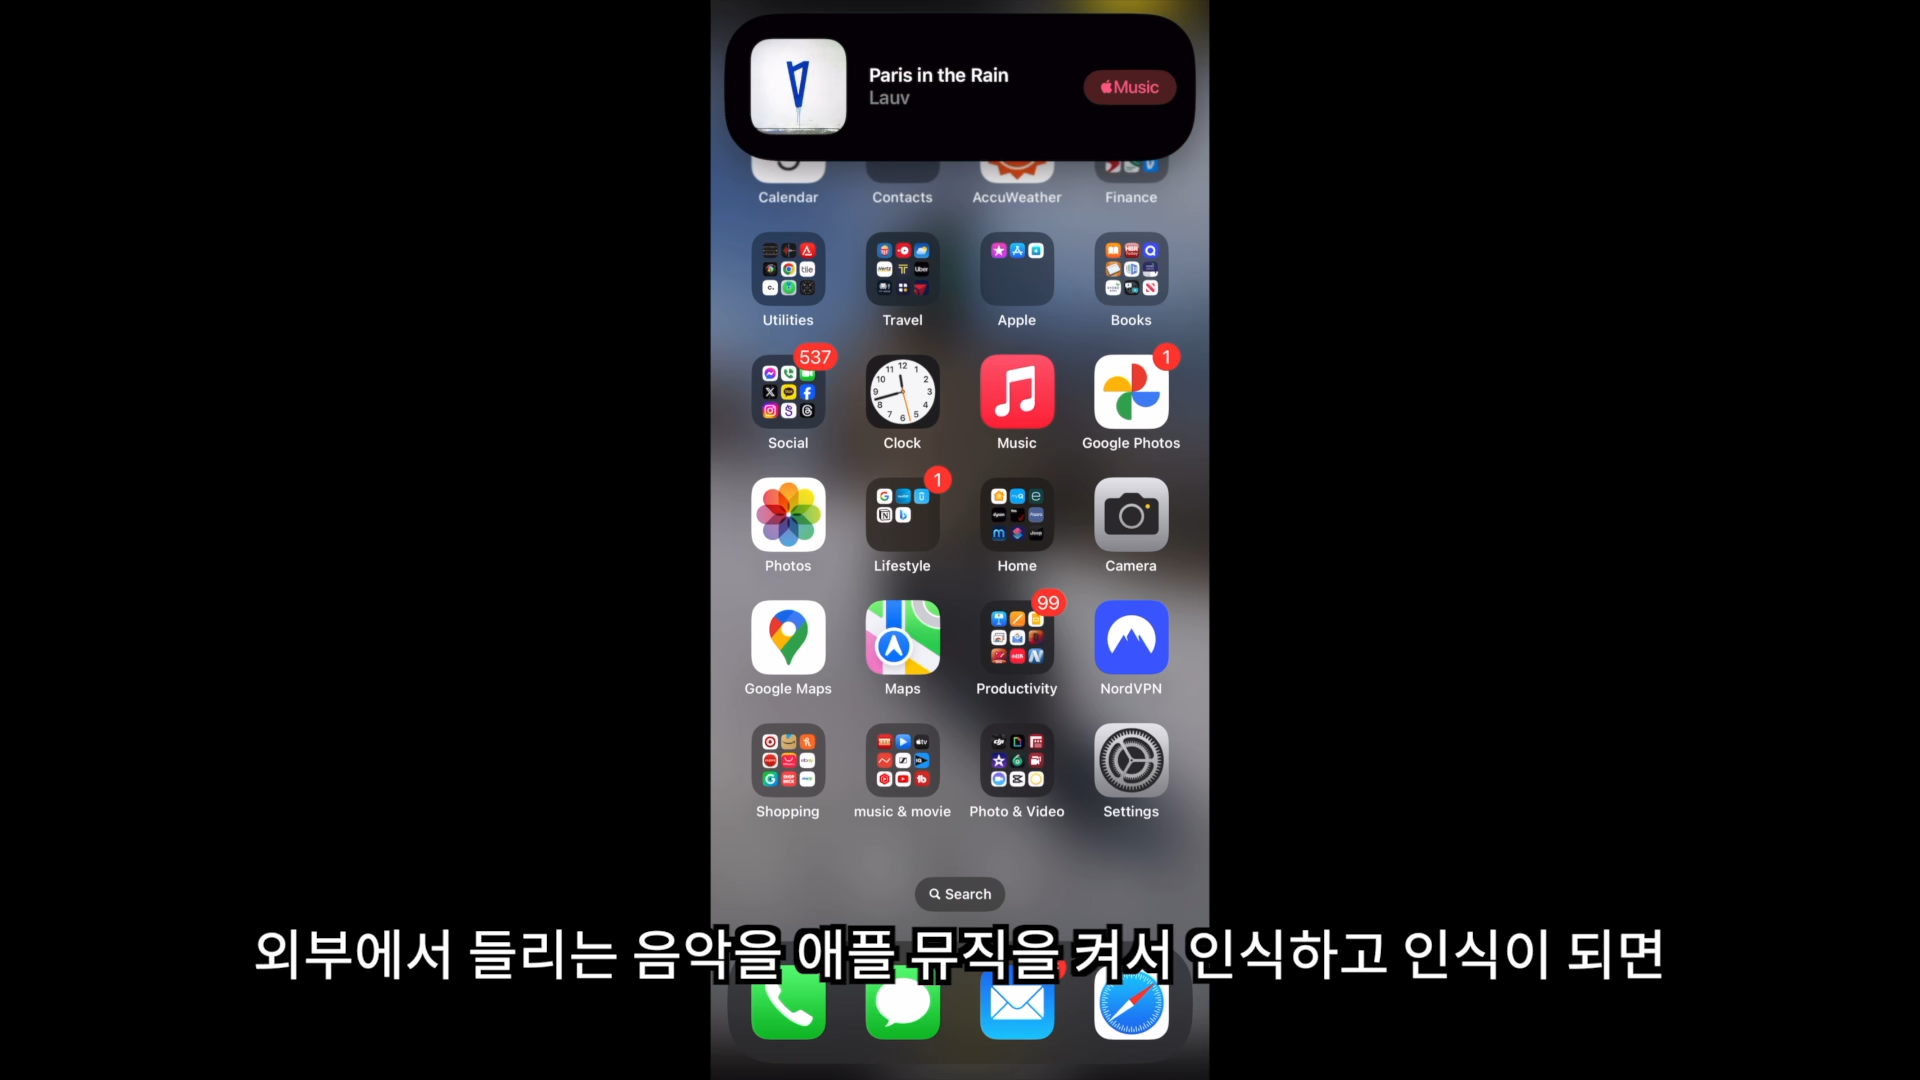 Paris in the Rain
Lauv
Music
Calendar
Contacts
AccuWeather
Finance
tile
Uber
Utilities
Travel
Apple
Books
537
1
Social
Clock
Music
Google Photos
1
Photos
Lifestyle
Home
Camera
99
Google Maps
Maps
Productivity
NordVPN
Shopping
music & movie
Photo & Video
Settings
Search
외부에서 들리는 음악을 애플 뮤직을 켜서 인식하고 인식이 되면